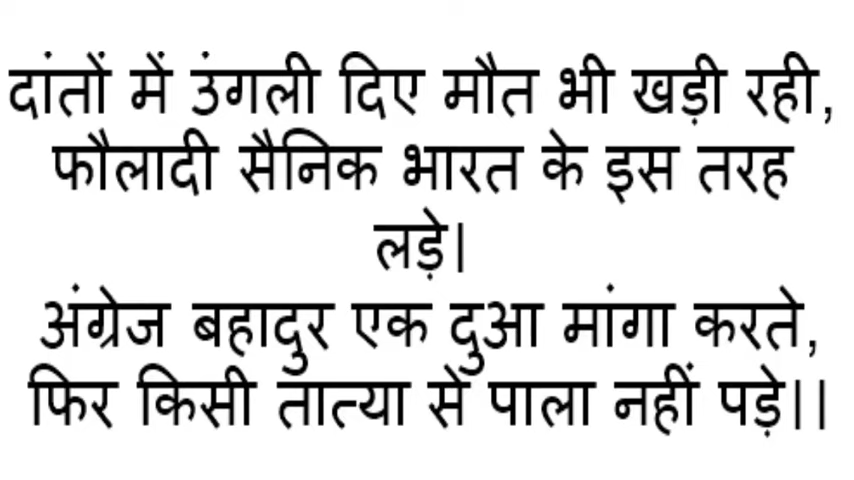 दांतों में उंगली दिए मौत भी खड़ी रही,
फौलादी सैनिक भारत के इस तरह
लड़े।
अंग्रेज बहादुर एक दुआ मांगा करते,
फिर किसी तात्या से पाला नहीं पड़े।।